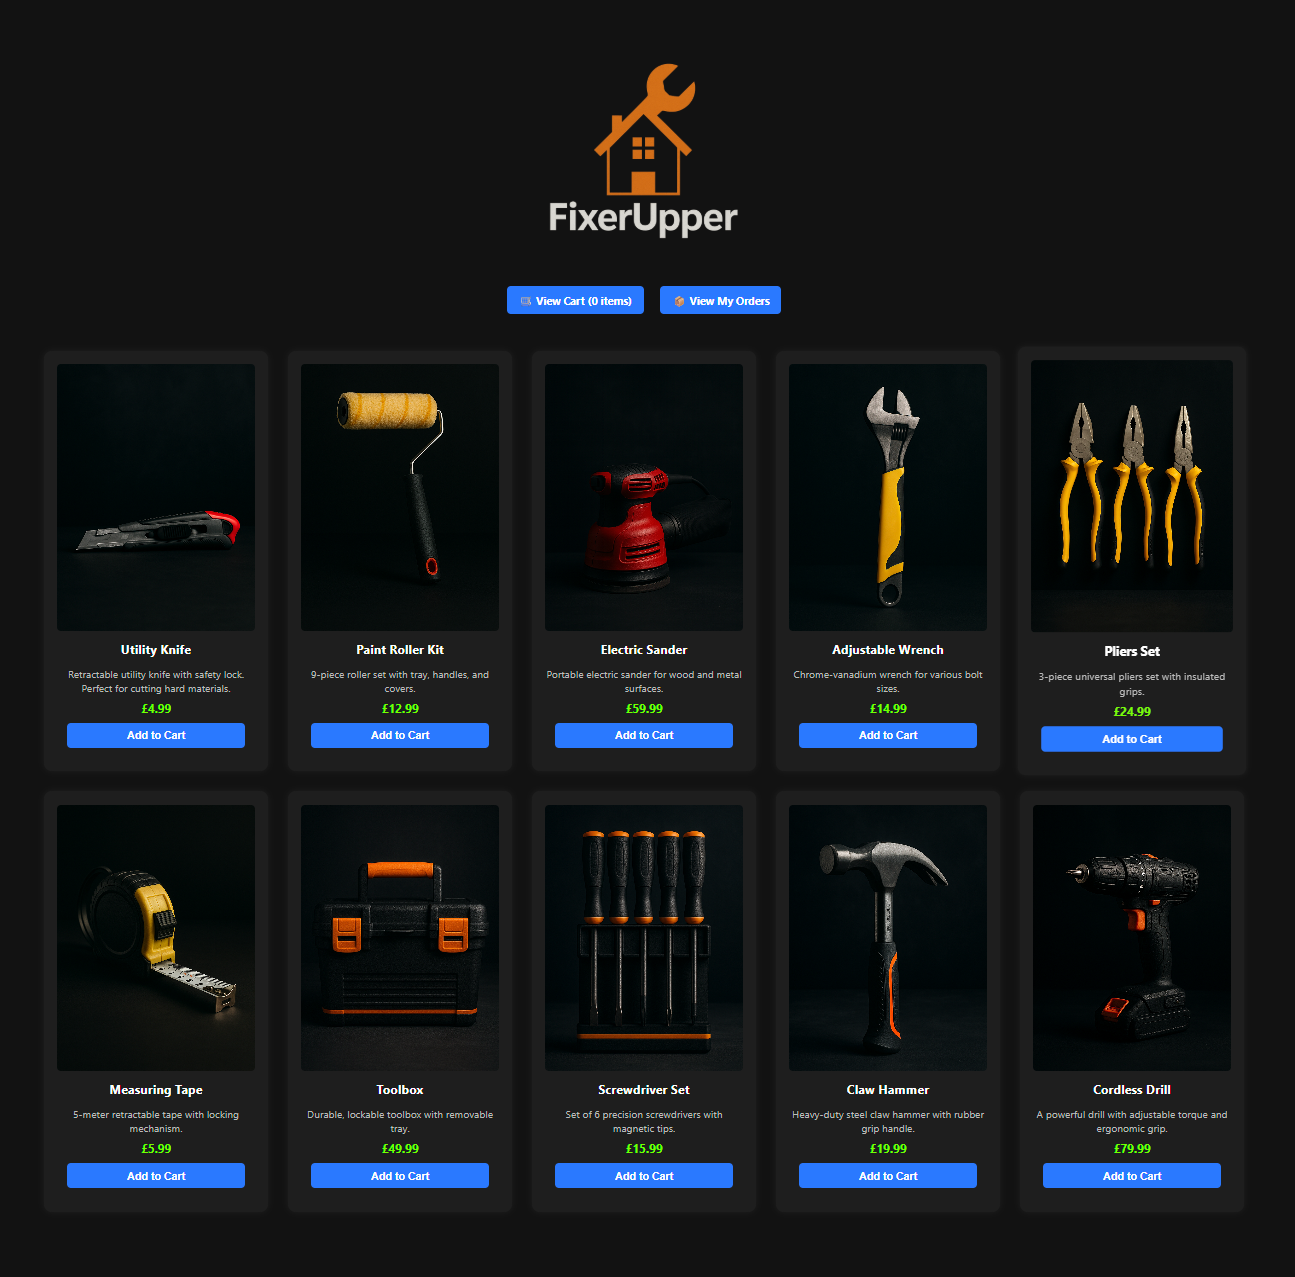 FixerUpper
View Cart (0 items)
View My Orders
Utility Knife
Retractable utility knife with safety lock.
Perfect for cutting hard materials.
£4.99
Add to Cart
Paint Roller Kit
9-piece roller set with tray, handles, and
covers.
£12.99
Add to Cart
Electric Sander
Portable electric sander for wood and metal
surfaces.
£59.99
Add to Cart
Adjustable Wrench
Chrome-vanadium wrench for various bolt
sizes.
£14.99
Add to Cart
Pliers Set
3-piece universal pliers set with insulated
grips.
£24.99
Add to Cart
Measuring Tape
5-meter retractable tape with locking
mechanism.
£5.99
Add to Cart
Toolbox
Durable, lockable toolbox with removable
tray.
£49.99
Add to Cart
Screwdriver Set
Set of 6 precision screwdrivers with
magnetic tips.
£15.99
Add to Cart
Claw Hammer
Heavy-duty steel claw hammer with rubber
grip handle.
£19.99
Add to Cart
Cordless Drill
A powerful drill with adjustable torque and
ergonomic grip.
£79.99
Add to Cart